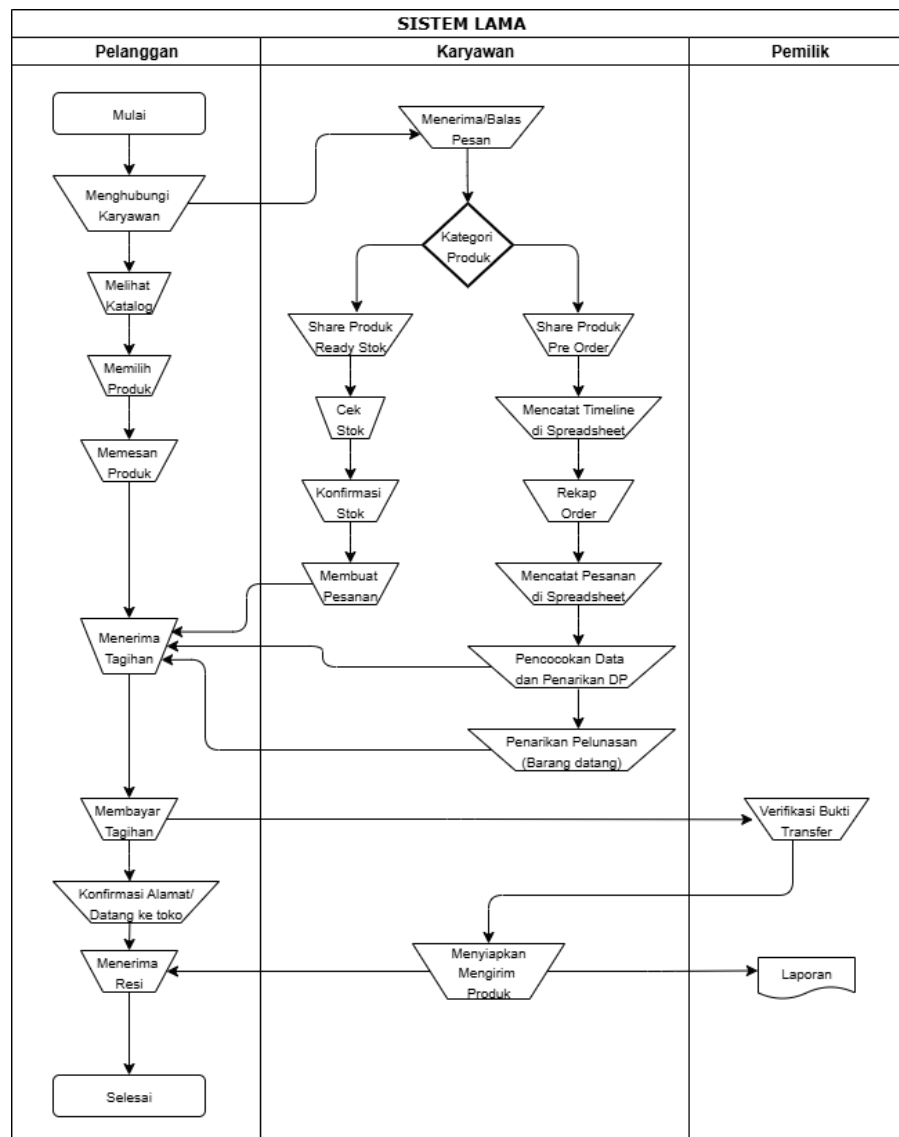 SISTEM LAMA
Pelanggan
Karyawan
Pemilik
Mulai
Menerima/Balas
Pesan
Menghubungi
Karyawan
Kategori
Produk
Melihat
Katalog
Share Produk
Ready Stok
Share Produk
Pre Order
Memilih
Produk
Cek
Stok
Mencatat Timeline
di Spreadsheet
Memesan
Produk
Konfirmasi
Stok
Rekap
Order
Membuat
Pesanan
Mencatat Pesanan
di Spreadsheet
Menerima
Tagihan
Pencocokan Data
dan Penarikan DP
Penarikan Pelunasan
(Barang datang)
Membayar
Tagihan
Verifikasi Bukti
Transfer
Konfirmasi Alamat/
Datang ke toko
Menerima
Resi
Menyiapkan
Mengirim
Produk
Laporan
Selesai